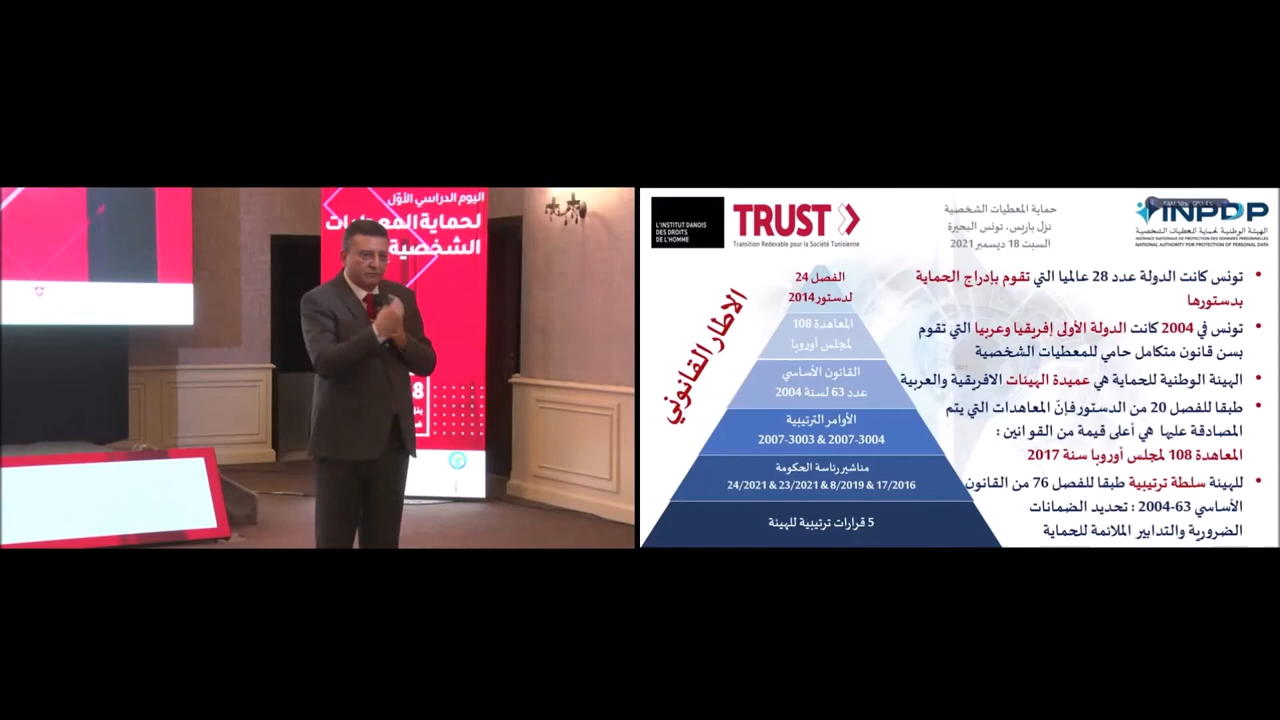 اليوم الدراسي الأوّل
لحماية المعطيات
الشخصية
L'INSTITUT DANOIS
DES DROITS
DE L'HOMME
TRUST
Transition Redevable pour la Société Tunisienne
حماية المعطيات الشخصية
نزل باريس، تونس البحيرة
السبت 18 ديسمبر 2021
INPDP
الهيئة الوطنية لحماية المعطيات الشخصية
INSTANCE NATIONALE DE PROTECTION DES DONNÉES PERSONNELLES
NATIONAL AUTHORITY FOR PROTECTION OF PERSONAL DATA
الاطار القانوني
الفصل 24
لدستور 2014
المعاهدة 108
لمجلس أوروبا
القانون الأساسي
عدد 63 لسنة 2004
الأوامر الترتيبية
2007-3003 & 2007-3004
مناشير رئاسة الحكومة
24/2021 & 23/2021 & 8/2019 & 17/2016
5 قرارات ترتيبية للهيئة
• تونس كانت الدولة عدد 28 عالميا التي تقوم بإدراج الحماية
بدستورها
• تونس في 2004 كانت الدولة الأولى إفريقيا وعربيا التي تقوم
بسن قانون متكامل حامي للمعطيات الشخصية
• الهيئة الوطنية للحماية هي عميدة الهيئات الافريقية والعربية
• طبقا للفصل 20 من الدستور فإنّ المعاهدات التي يتم
المصادقة عليها هي أعلى قيمة من القوانين :
المعاهدة 108 لمجلس أوروبا سنة 2017
• للهيئة سلطة ترتيبية طبقا للفصل 76 من القانون
الأساسي 63-2004 : تحديد الضمانات
الضرورية والتدابير الملائمة للحماية